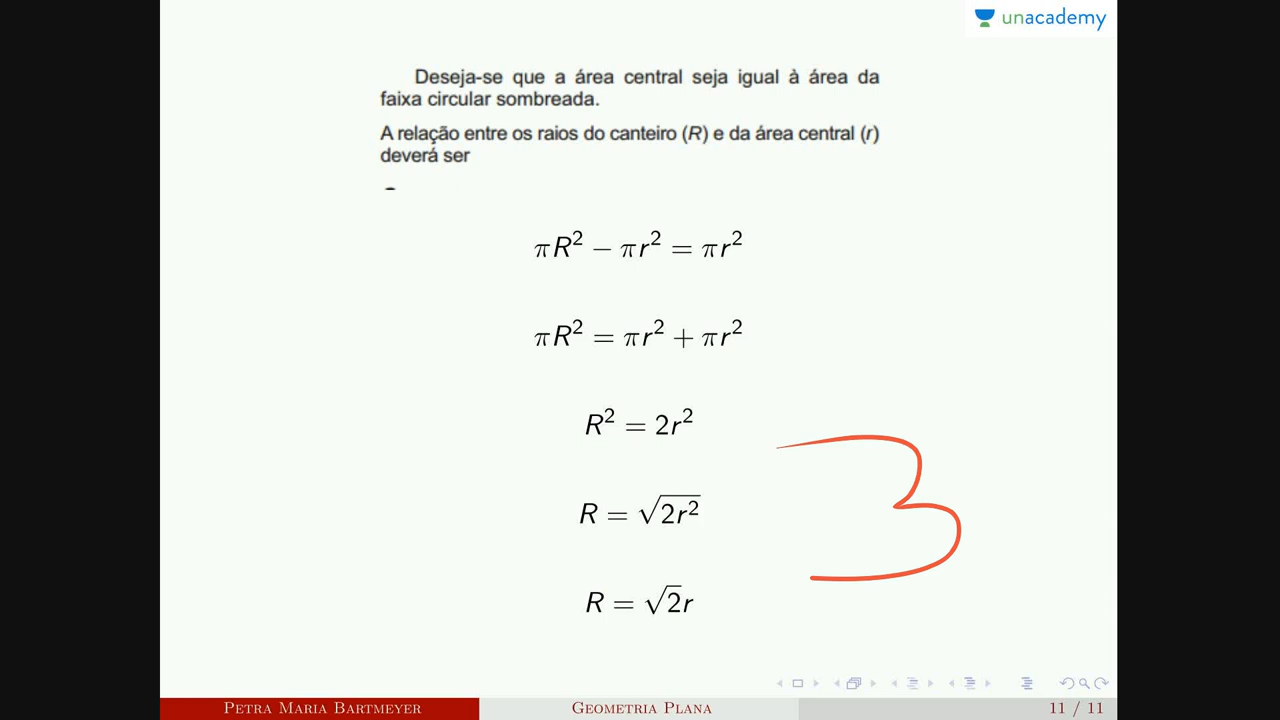 unacademy
Deseja-se que a área central seja igual à área da
faixa circular sombreada.
A relação entre os raios do canteiro (R) e da área central (r)
deverá ser
πR² − πr² = πr²
πR² = πr² + πr²
R² = 2r²
R = √2r²
R = √2r
3
PETRA MARIA BARTMEYER GEOMETRIA PLANA 11 / 11